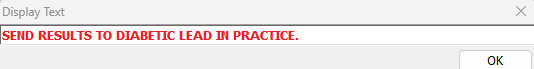 Display Text
SEND RESULTS TO DIABETIC LEAD IN PRACTICE.
OK